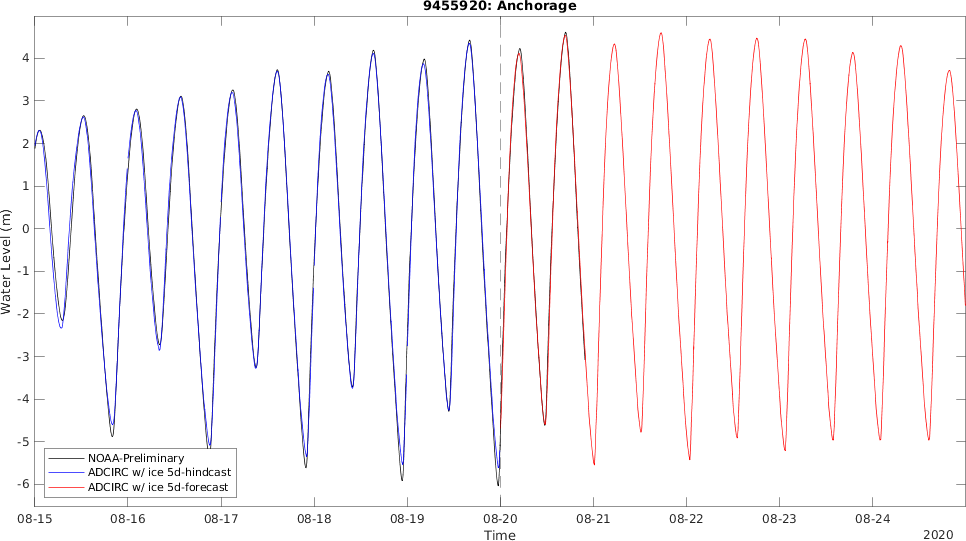 9455920: Anchorage
4
3
2
1
0
-1
-2
-3
-4
-5
-6
Water Level (m)
NOAA-Preliminary
ADCIRC w/ ice 5d-hindcast
ADCIRC w/ ice 5d-forecast
08-15 08-16 08-17 08-18 08-19 08-20 08-21 08-22 08-23 08-24
Time
2020